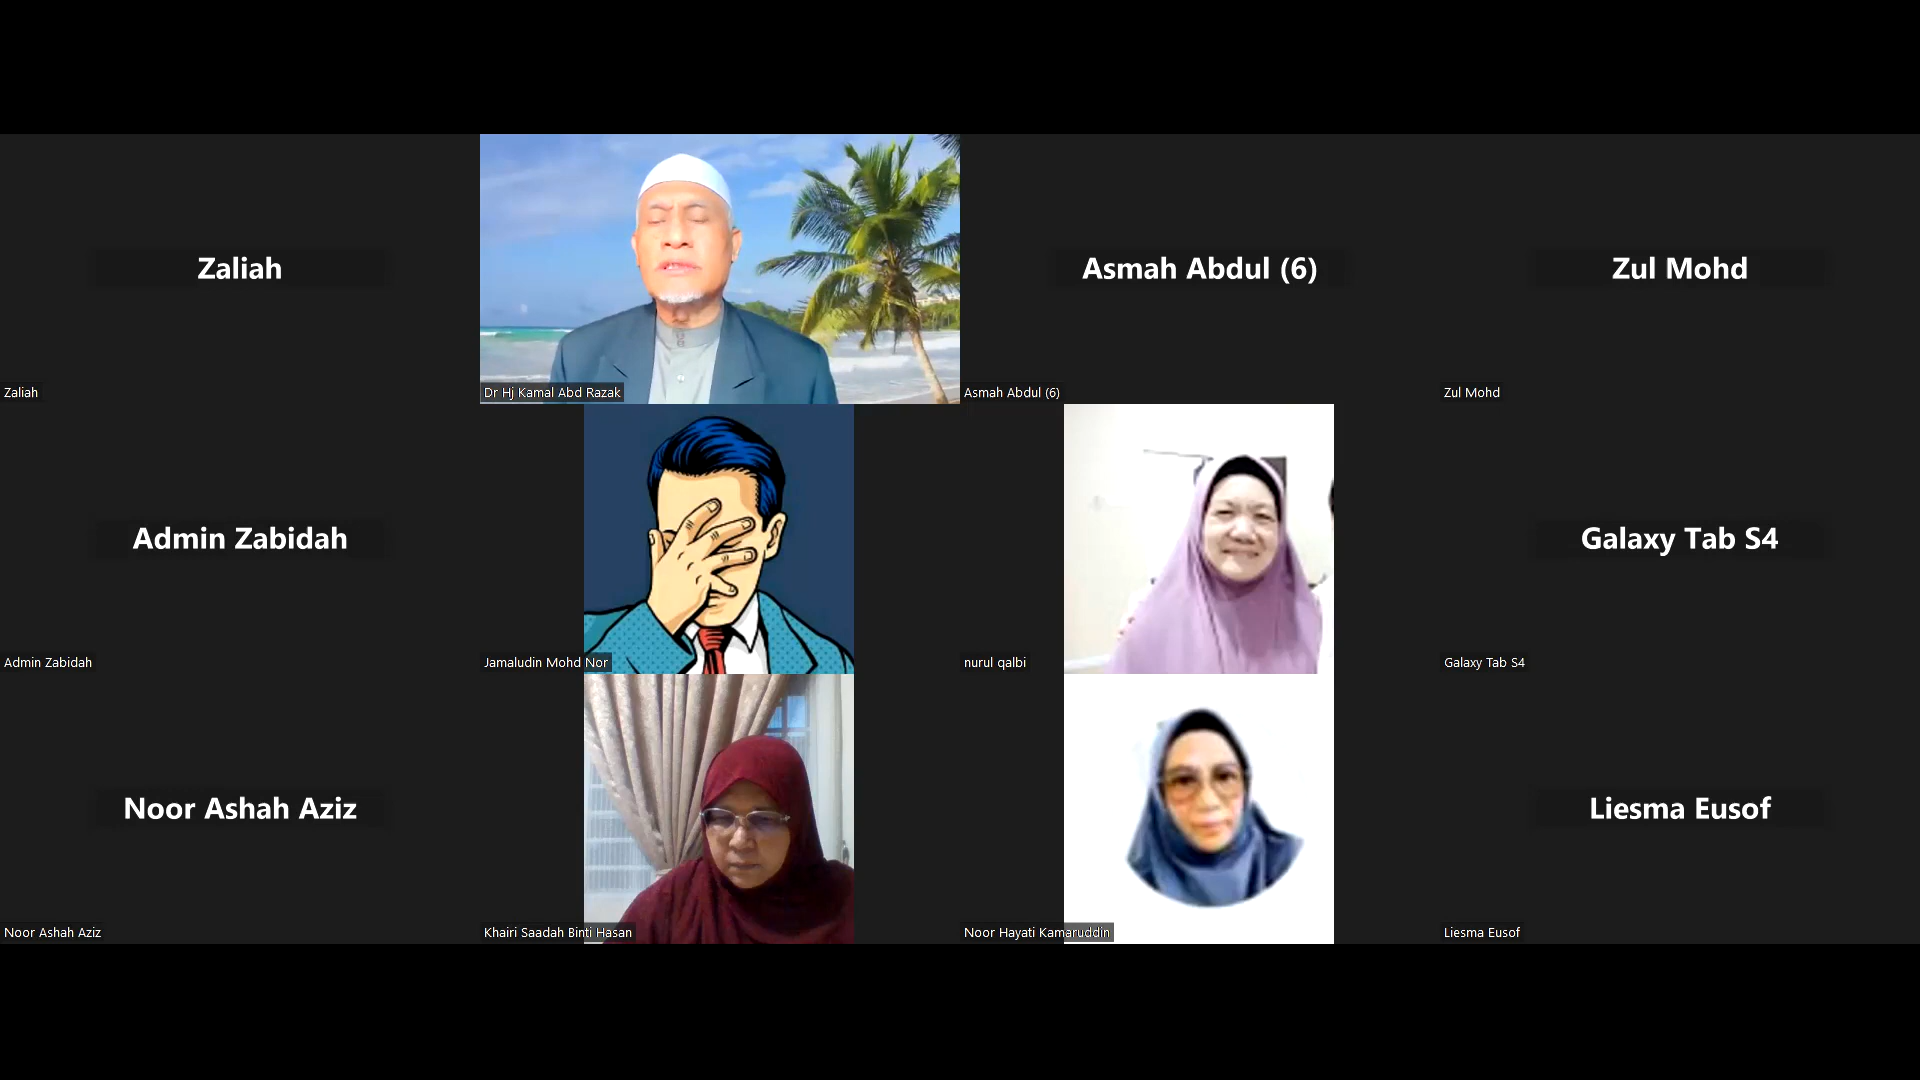 Zaliah
Zaliah
Dr Hj Kamal Abd Razak
Asmah Abdul (6)
Asmah Abdul (6)
Zul Mohd
Zul Mohd
Admin Zabidah
Admin Zabidah
Jamaludin Mohd Nor
nurul qalbi
Galaxy Tab S4
Galaxy Tab S4
Noor Ashah Aziz
Noor Ashah Aziz
Khairi Saadah Binti Hasan
Noor Hayati Kamaruddin
Liesma Eusof
Liesma Eusof